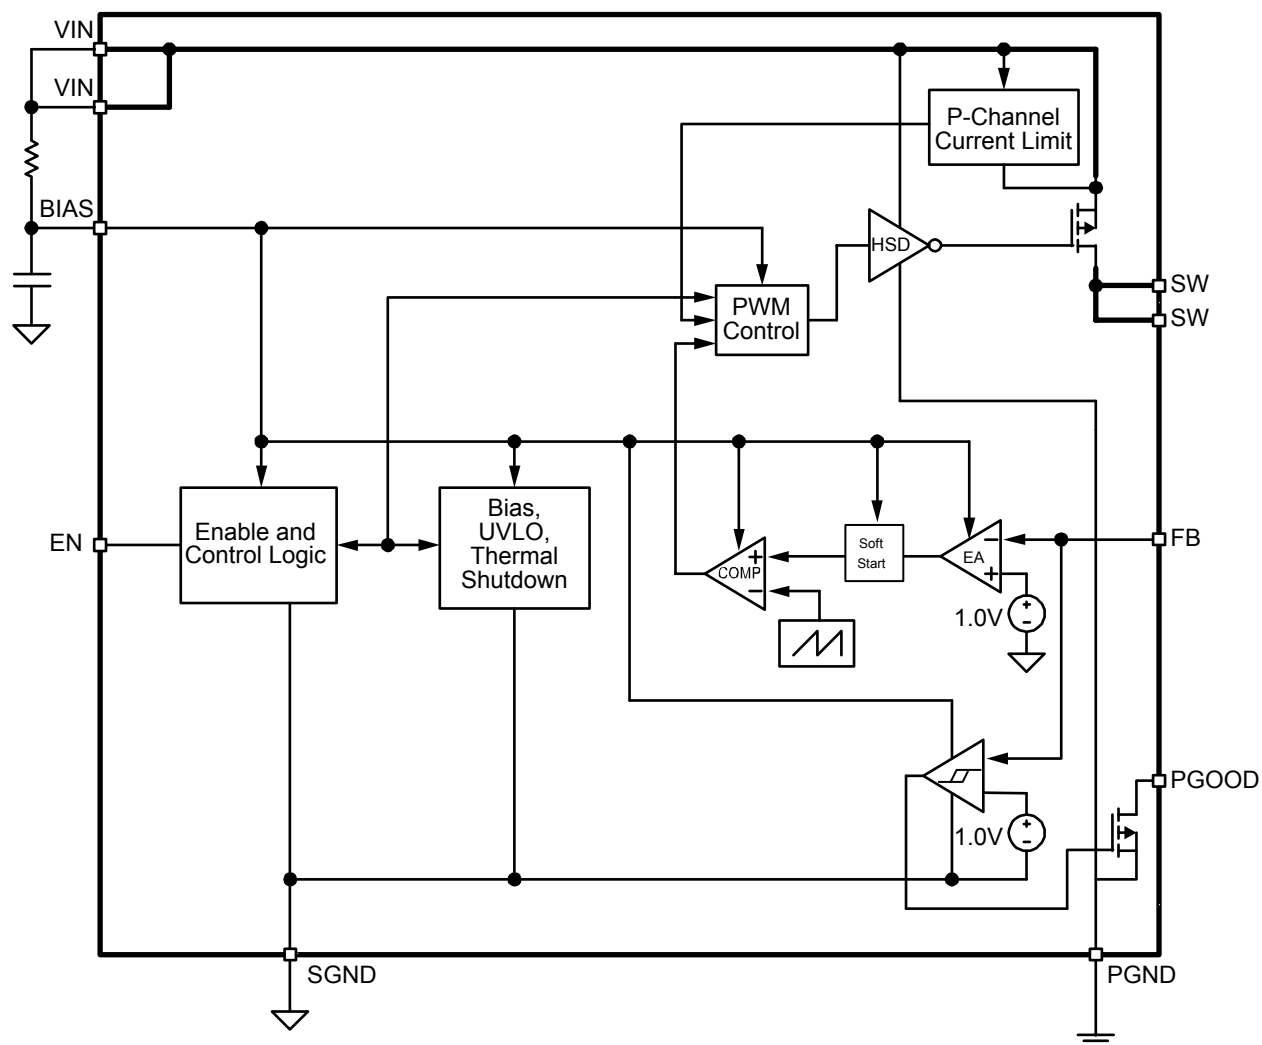 VIN
VIN
P-Channel
Current Limit
BIAS
HSD
SW
PWM
Control
SW
EN
Enable and
Control Logic
Bias,
UVLO,
Thermal
Shutdown
COMP
+
−
Soft
Start
EA
−
+
FB
1.0V
+
−
PGOOD
1.0V
+
−
SGND
PGND